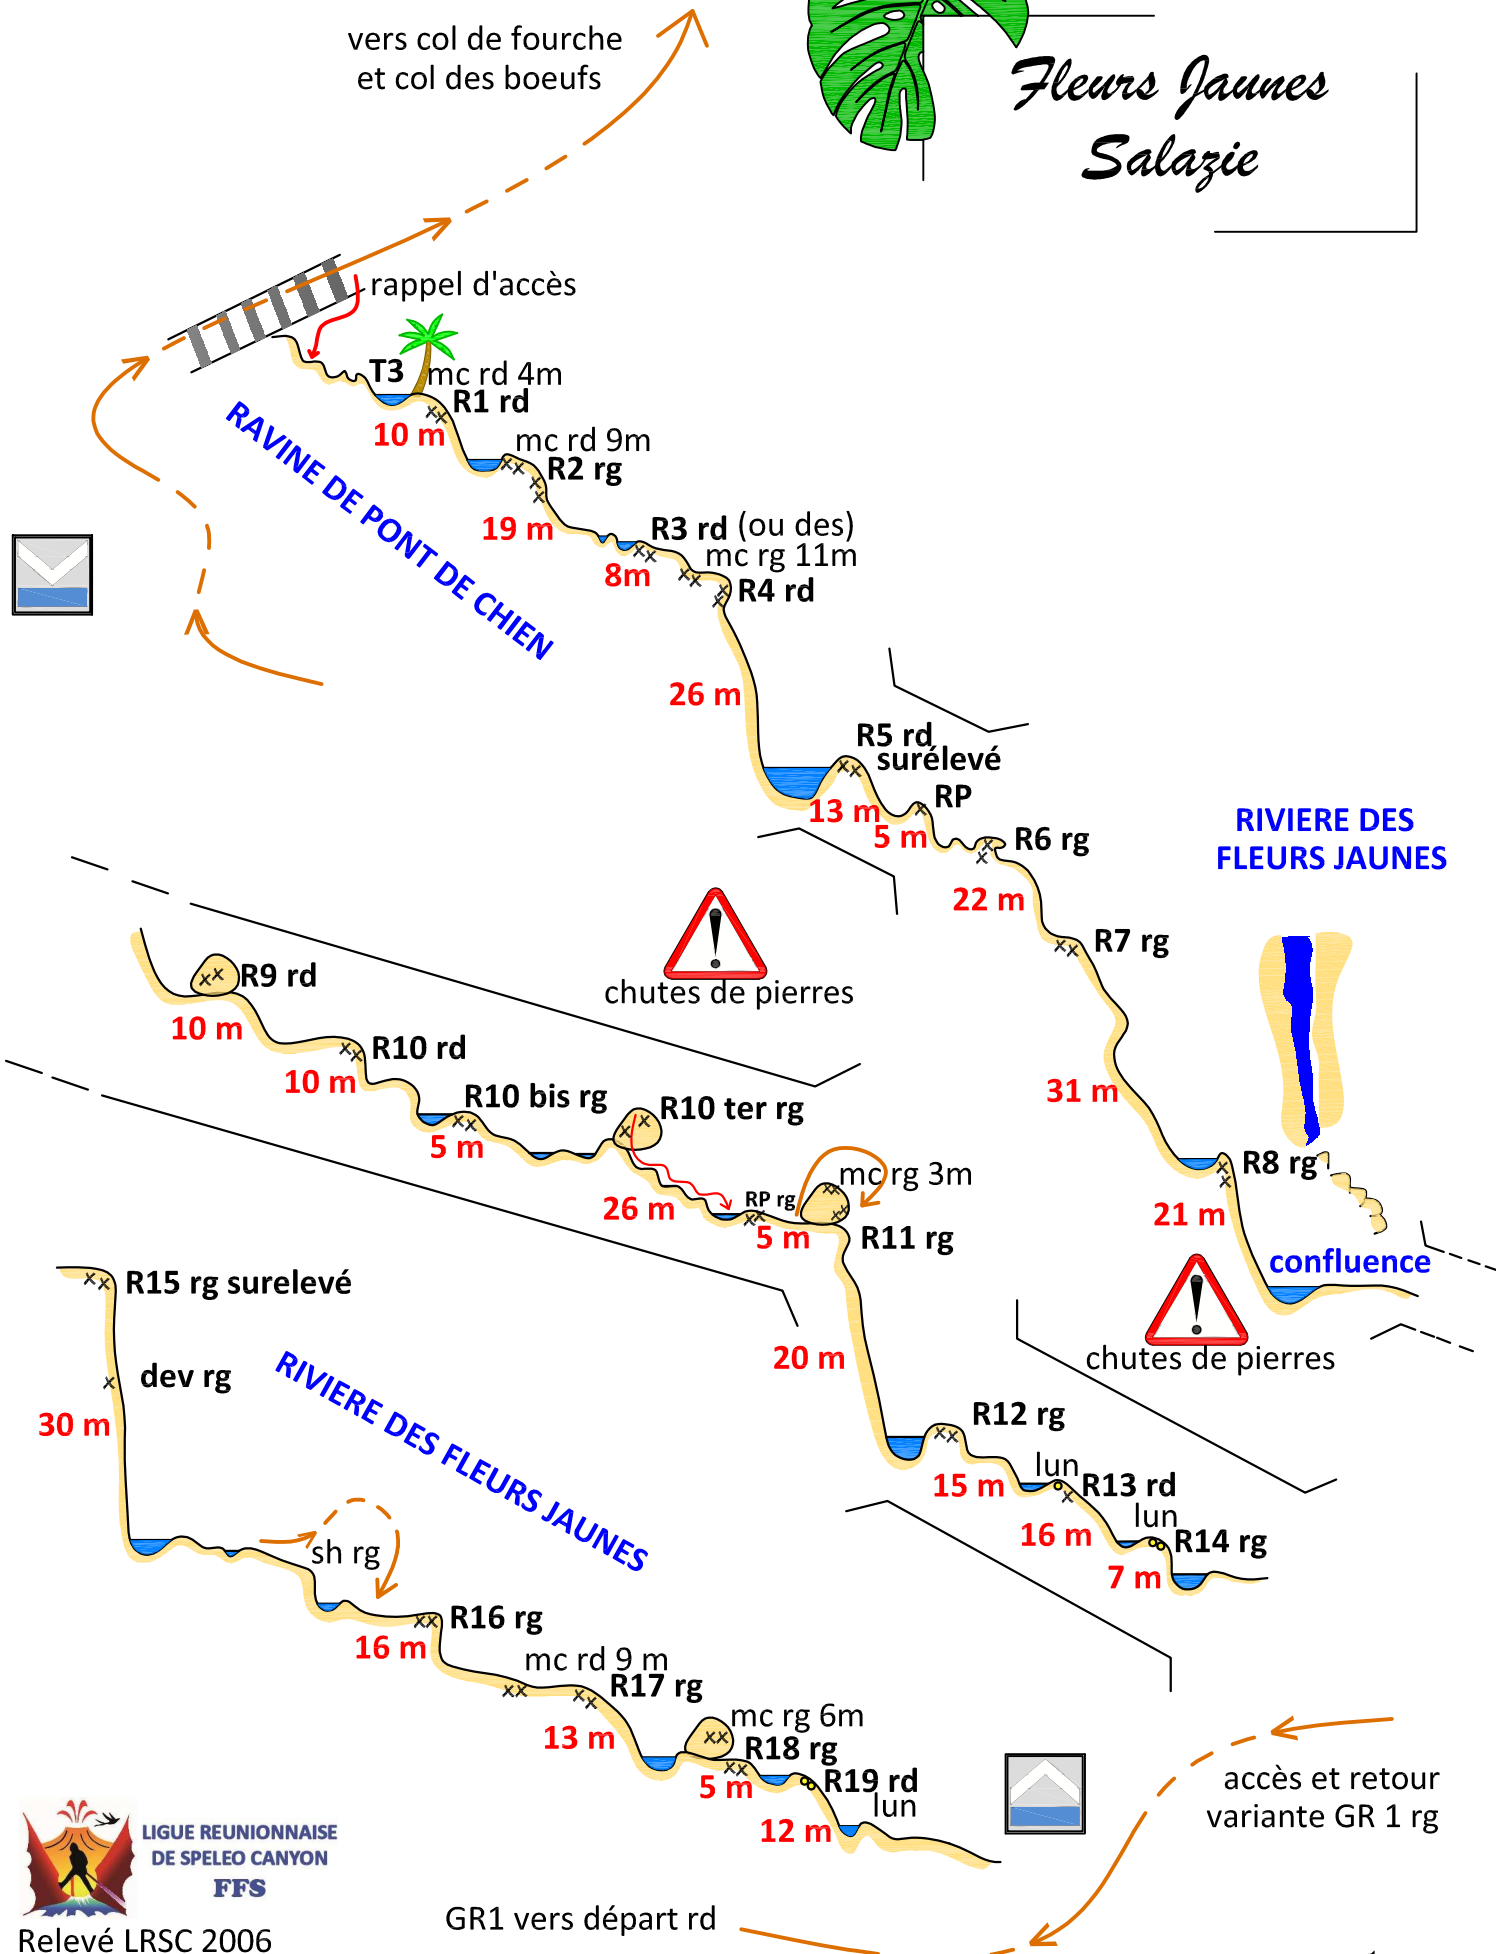 vers col de fourche
et col des boeufs
Fleurs Jaunes
Salazie
rappel d'accès
T3
mc rd 4m
R1 rd
10 m
RAVINE DE PONT DE CHIEN
mc rd 9m
R2 rg
19 m
R3 rd (ou des)
mc rg 11m
8m
R4 rd
26 m
R5 rd
surélevé
RP
13 m
5 m
R6 rg
22 m
RIVIERE DES
FLEURS JAUNES
R7 rg
chutes de pierres
31 m
R8 rg
21 m
confluence
chutes de pierres
R9 rd
10 m
R10 rd
10 m
R10 bis rg
5 m
R10 ter rg
26 m
RP rg
5 m
mc rg 3m
R11 rg
20 m
R12 rg
15 m
lun
R13 rd
16 m
lun
R14 rg
7 m
R15 rg surelevé
dev rg
30 m
RIVIERE DES FLEURS JAUNES
sh rg
R16 rg
16 m
mc rd 9 m
R17 rg
13 m
mc rg 6m
R18 rg
5 m
R19 rd
lun
12 m
accès et retour
variante GR 1 rg
LIGUE REUNIONNAISE
DE SPELEO CANYON
FFS
Relevé LRSC 2006
GR1 vers départ rd